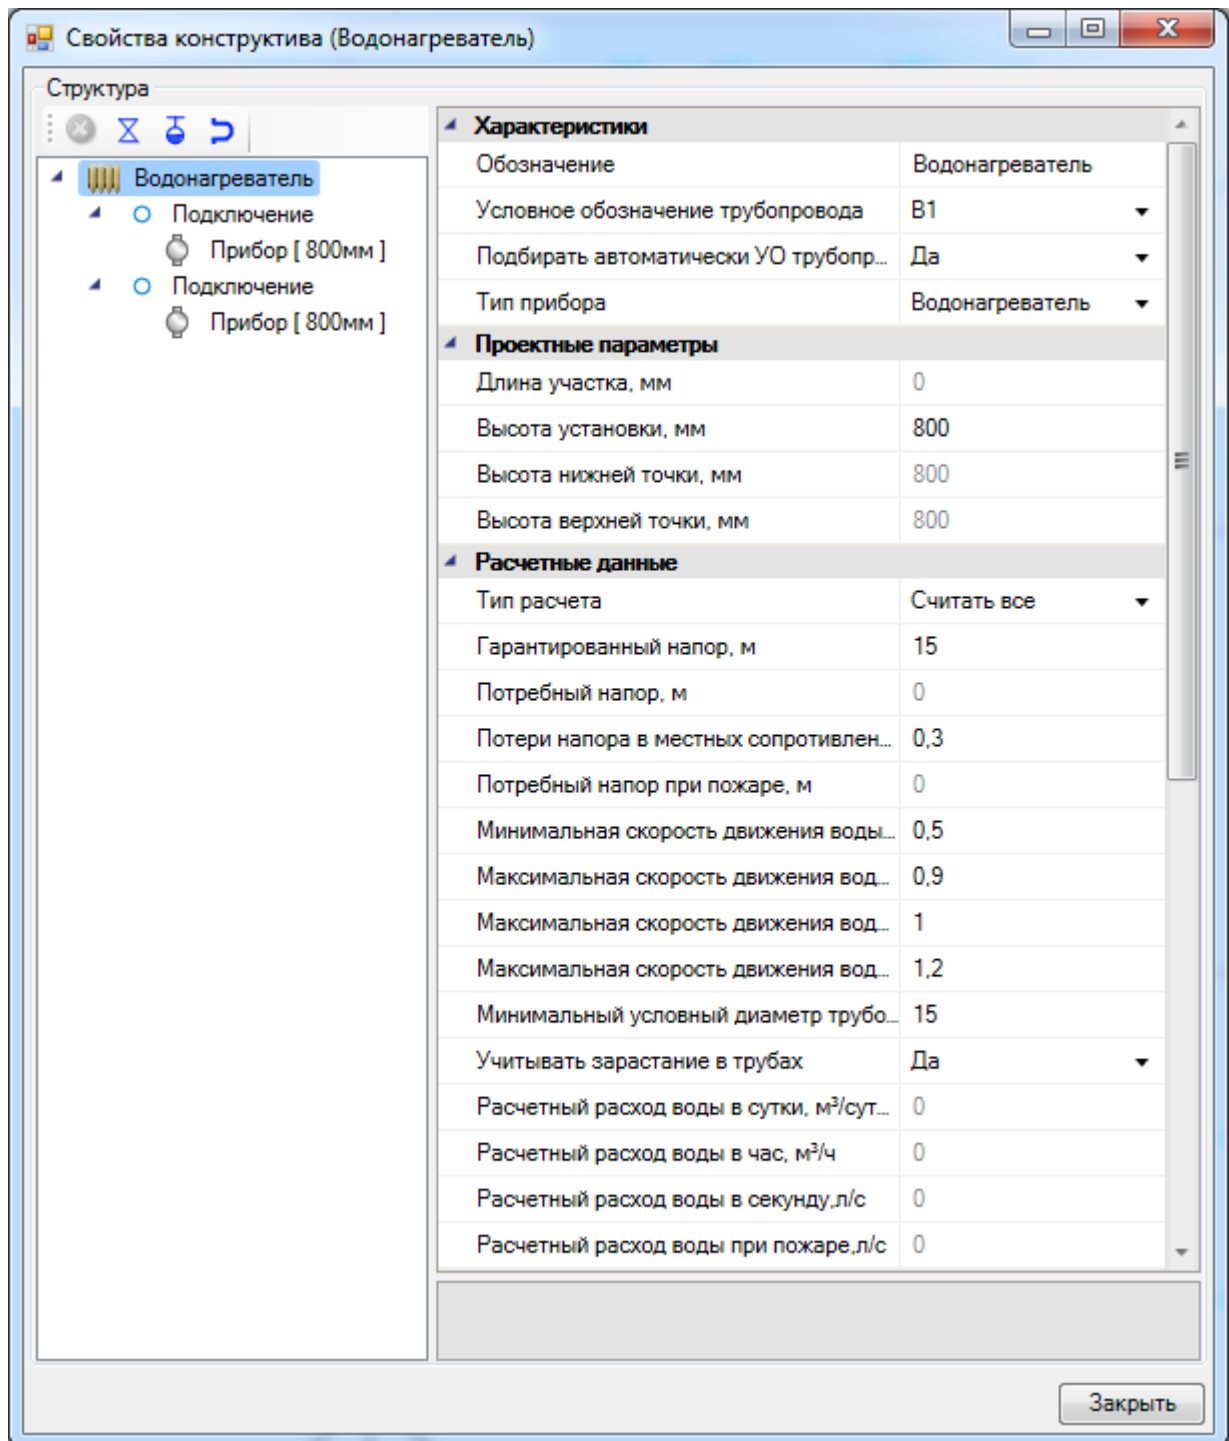 Свойства конструктива (Водонагреватель)
Структура
Водонагреватель
Подключение
Прибор [ 800мм ]
Подключение
Прибор [ 800мм ]
Характеристики
Обозначение Водонагреватель
Условное обозначение трубопровода В1
Подбирать автоматически УО трубопр... Да
Тип прибора Водонагреватель
Проектные параметры
Длина участка, мм 0
Высота установки, мм 800
Высота нижней точки, мм 800
Высота верхней точки, мм 800
Расчетные данные
Тип расчета Считать все
Гарантированный напор, м 15
Потребный напор, м 0
Потери напора в местных сопротивлен... 0,3
Потребный напор при пожаре, м 0
Минимальная скорость движения воды... 0,5
Максимальная скорость движения вод... 0,9
Максимальная скорость движения вод... 1
Максимальная скорость движения вод... 1,2
Минимальный условный диаметр трубо... 15
Учитывать зарастание в трубах Да
Расчетный расход воды в сутки, м³/сут... 0
Расчетный расход воды в час, м³/ч 0
Расчетный расход воды в секунду,л/с 0
Расчетный расход воды при пожаре,л/с 0
Закрыть